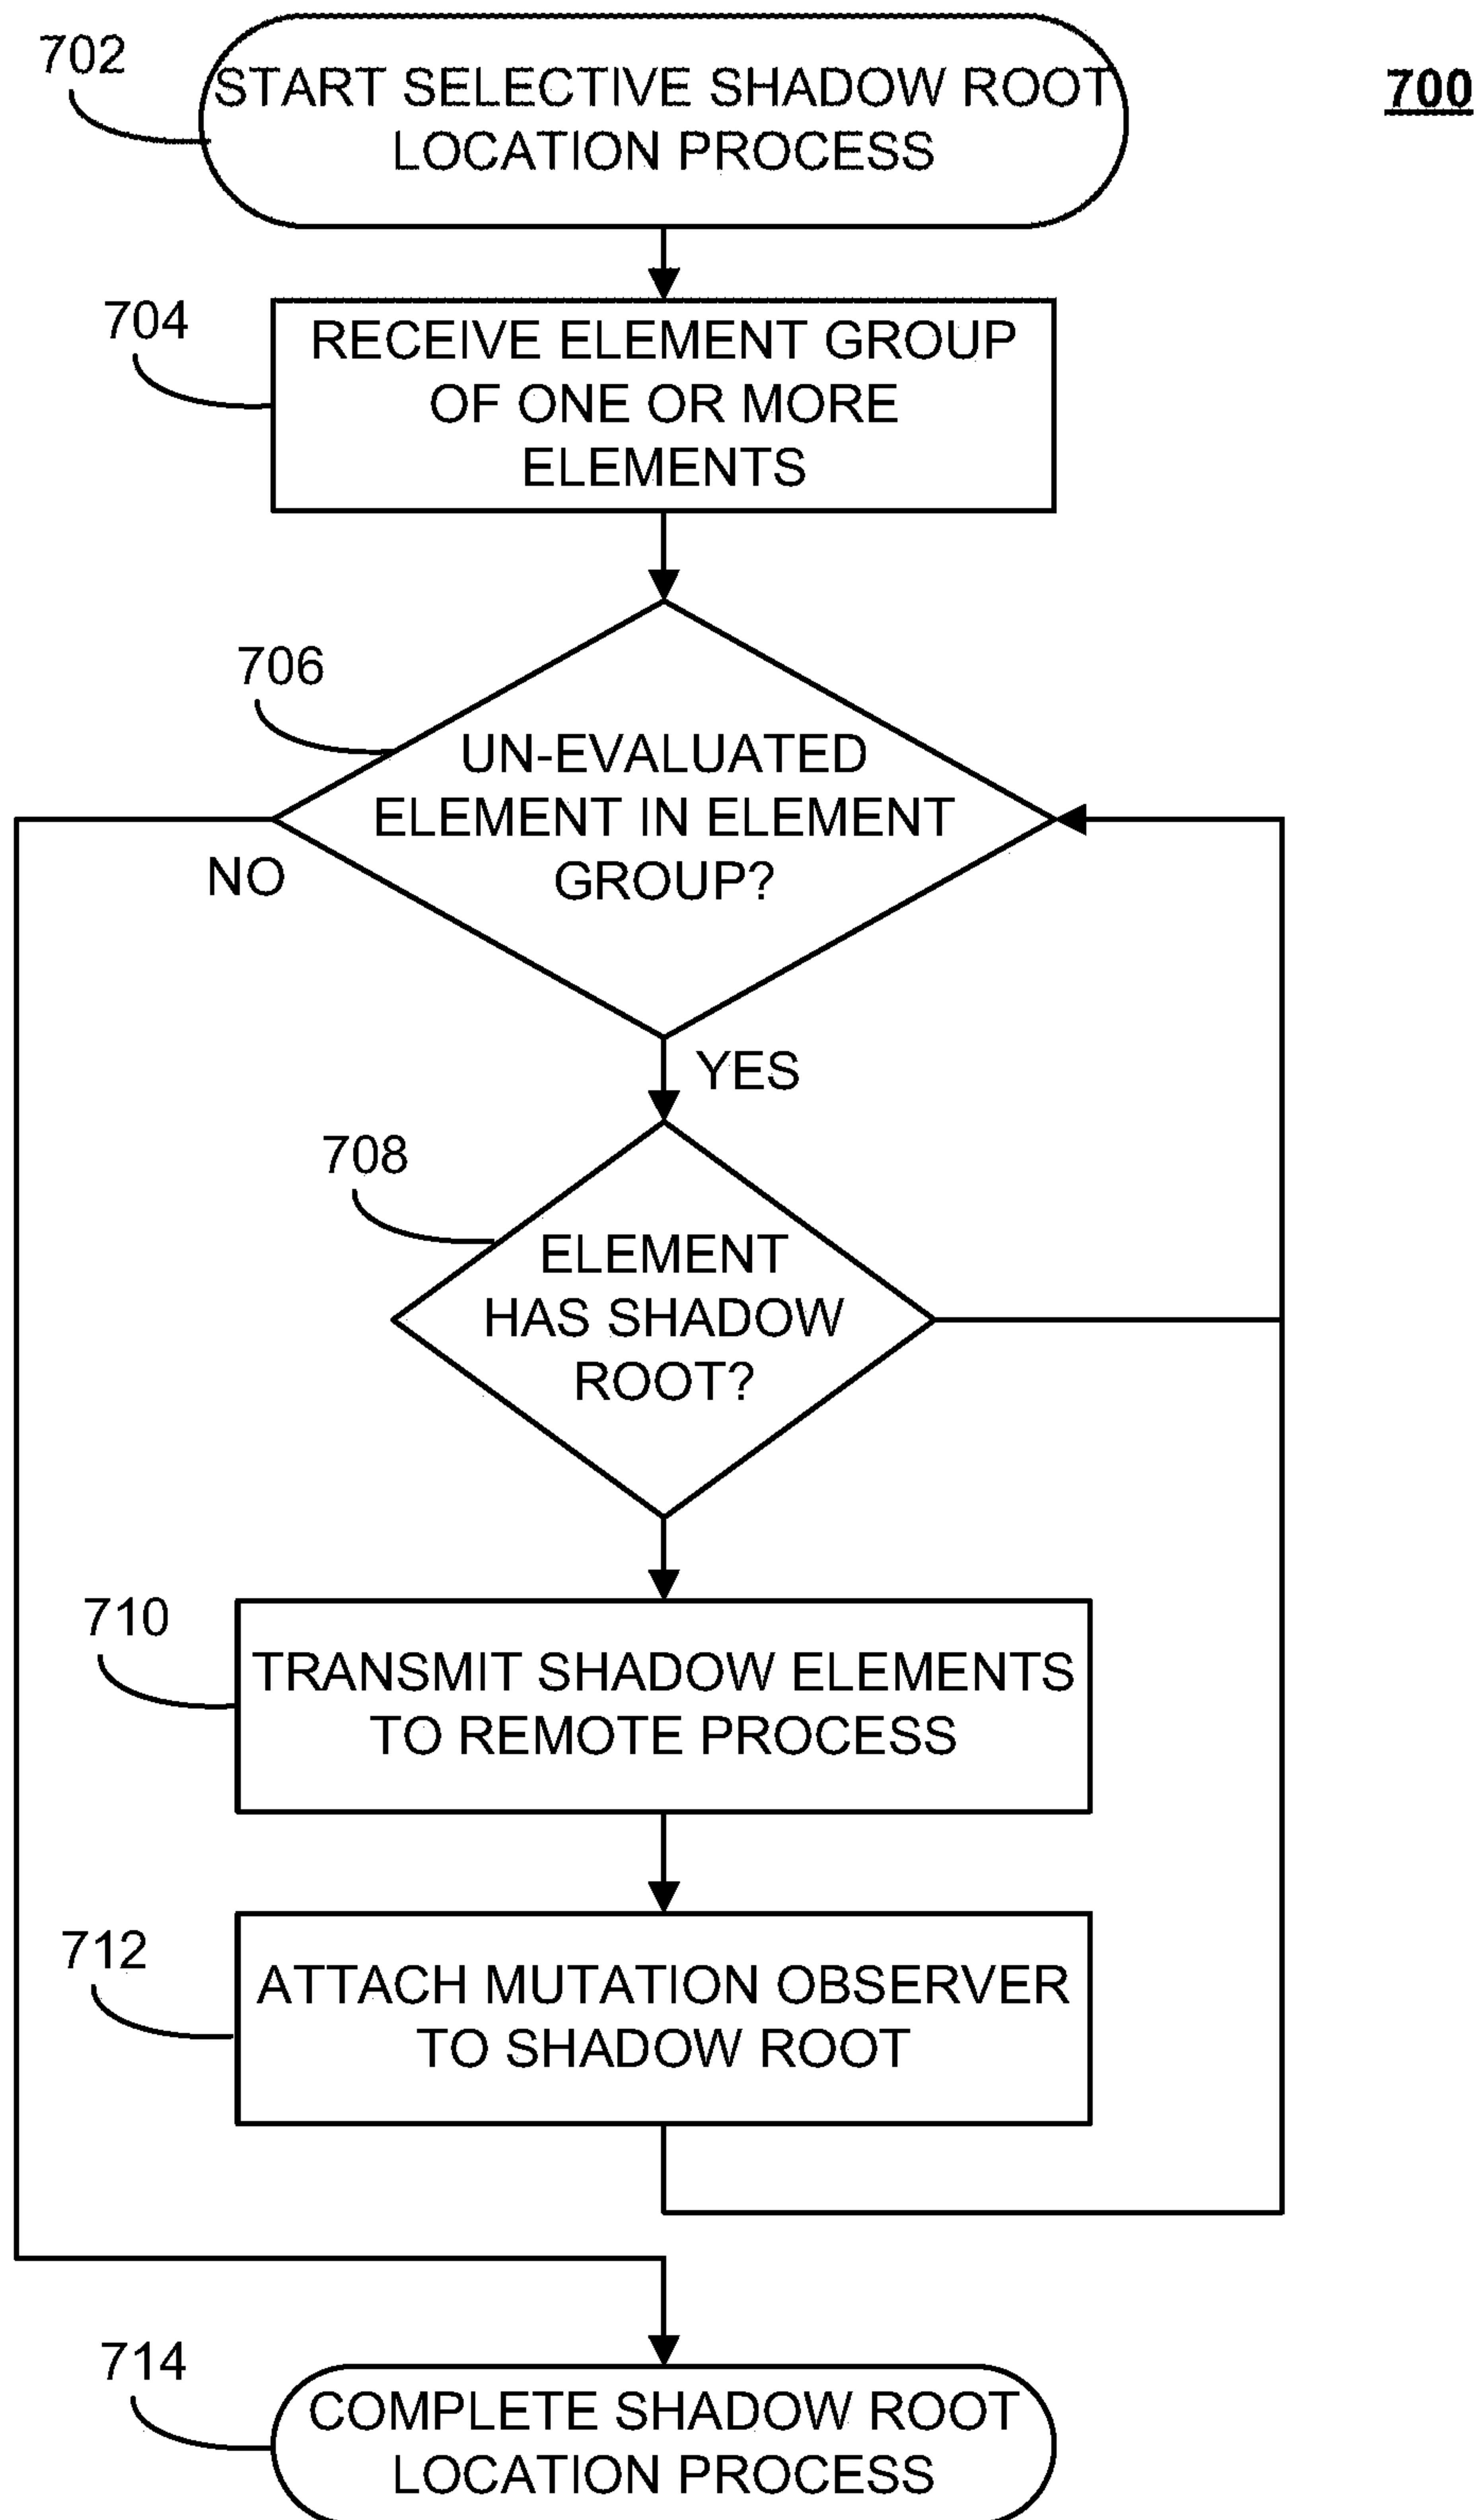 702
START SELECTIVE SHADOW ROOT
LOCATION PROCESS
700
704
RECEIVE ELEMENT GROUP
OF ONE OR MORE
ELEMENTS
706
UN-EVALUATED
ELEMENT IN ELEMENT
GROUP?
NO
YES
708
ELEMENT
HAS SHADOW
ROOT?
710
TRANSMIT SHADOW ELEMENTS
TO REMOTE PROCESS
712
ATTACH MUTATION OBSERVER
TO SHADOW ROOT
714
COMPLETE SHADOW ROOT
LOCATION PROCESS